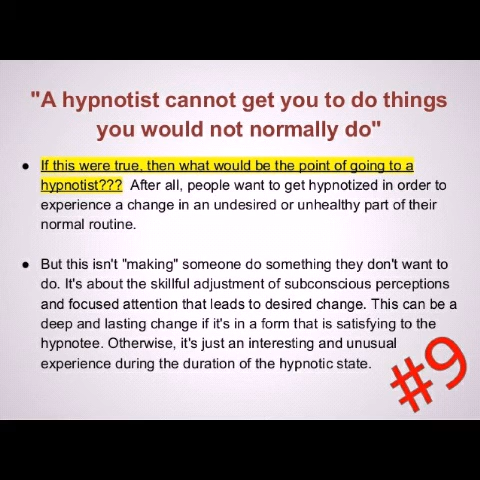 "A hypnotist cannot get you to do things
you would not normally do"
● If this were true, then what would be the point of going to a
hypnotist??? After all, people want to get hypnotized in order to
experience a change in an undesired or unhealthy part of their
normal routine.
● But this isn't "making" someone do something they don't want to
do. It's about the skillful adjustment of subconscious perceptions
and focused attention that leads to desired change. This can be a
deep and lasting change if it's in a form that is satisfying to the
hypnotee. Otherwise, it's just an interesting and unusual
experience during the duration of the hypnotic state.
#9